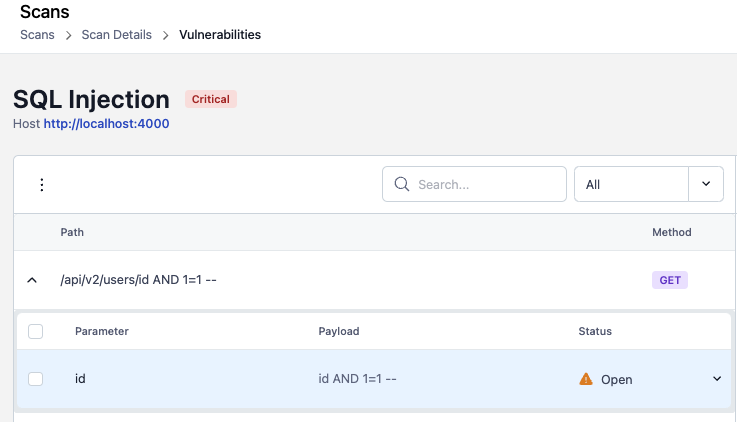 Scans
Scans > Scan Details > Vulnerabilities
SQL Injection Critical
Host http://localhost:4000
Search... All
Path Method
/api/v2/users/id AND 1=1 -- GET
Parameter Payload Status
id id AND 1=1 -- Open